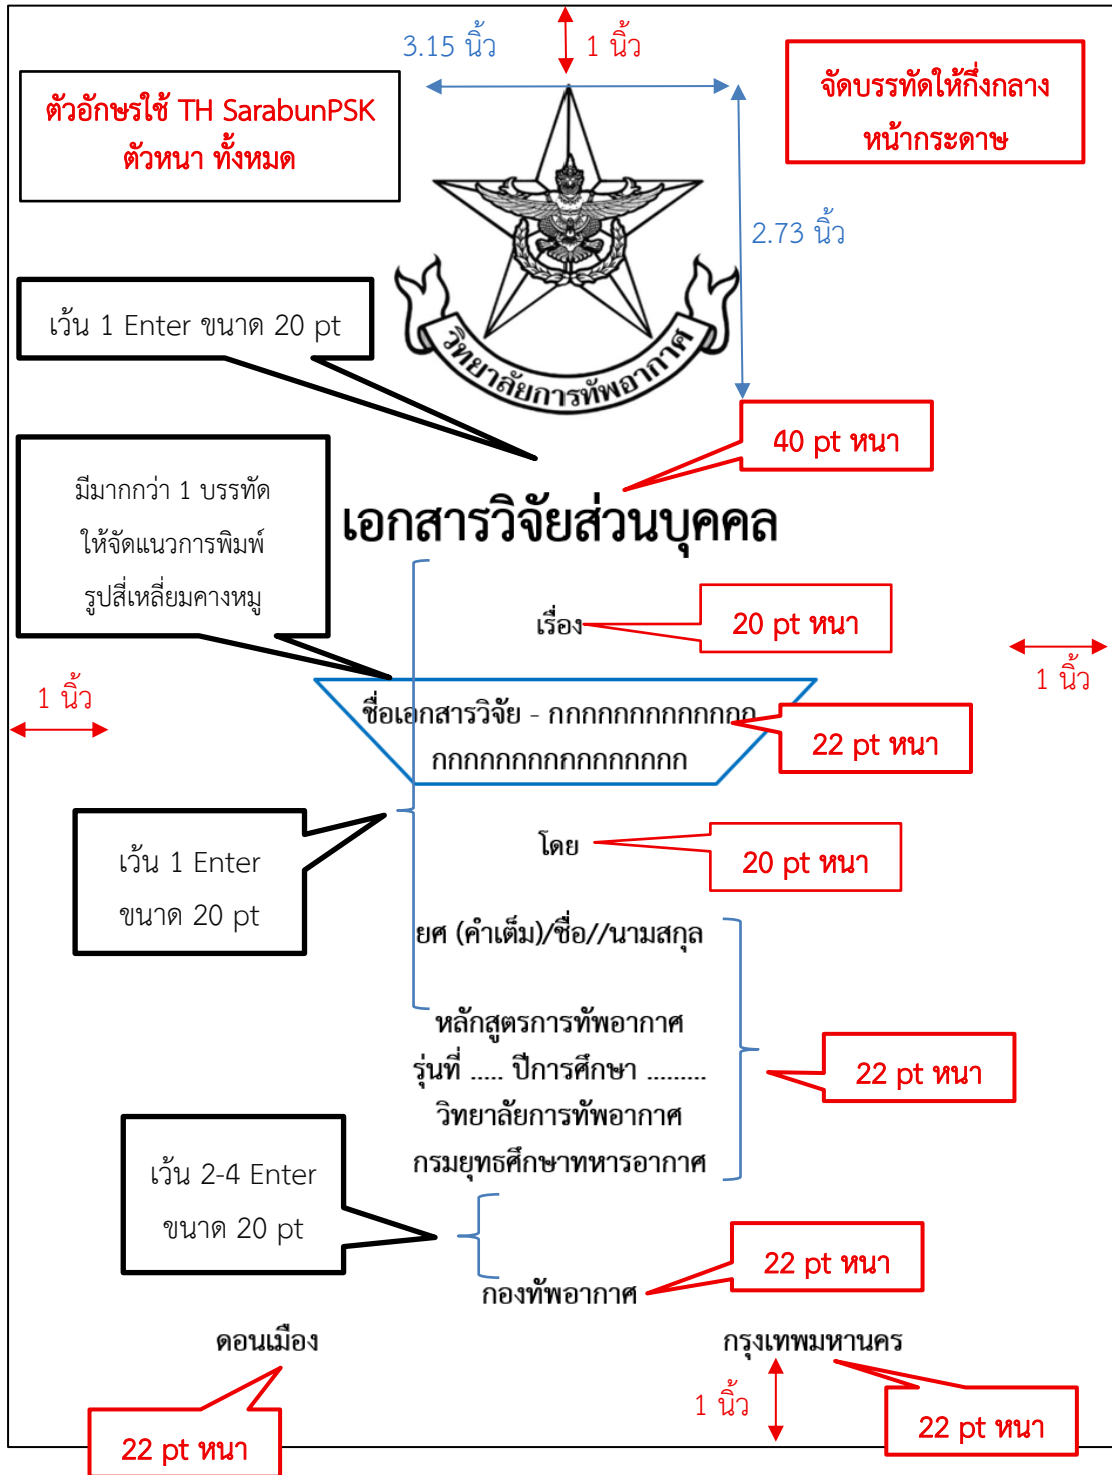 3.15 นิ้ว
1 นิ้ว
ตัวอักษรใช้ TH SarabunPSK
ตัวหนา ทั้งหมด
จัดบรรทัดให้กึ่งกลาง
หน้ากระดาษ
2.73 นิ้ว
เว้น 1 Enter ขนาด 20 pt
วิทยาลัยการทัพอากาศ
40 pt หนา
มีมากกว่า 1 บรรทัด
ให้จัดแนวการพิมพ์
รูปสี่เหลี่ยมคางหมู
เอกสารวิจัยส่วนบุคคล
เรื่อง
20 pt หนา
1 นิ้ว
1 นิ้ว
ชื่อเอกสารวิจัย - กกกกกกกกกกกกก
กกกกกกกกกกกกกกกก
22 pt หนา
เว้น 1 Enter
ขนาด 20 pt
โดย
20 pt หนา
ยศ (คำเต็ม)/ชื่อ//นามสกุล
หลักสูตรการทัพอากาศ
รุ่นที่ ..... ปีการศึกษา .........
วิทยาลัยการทัพอากาศ
กรมยุทธศึกษาทหารอากาศ
22 pt หนา
เว้น 2-4 Enter
ขนาด 20 pt
กองทัพอากาศ
22 pt หนา
ดอนเมือง
กรุงเทพมหานคร
1 นิ้ว
22 pt หนา
22 pt หนา